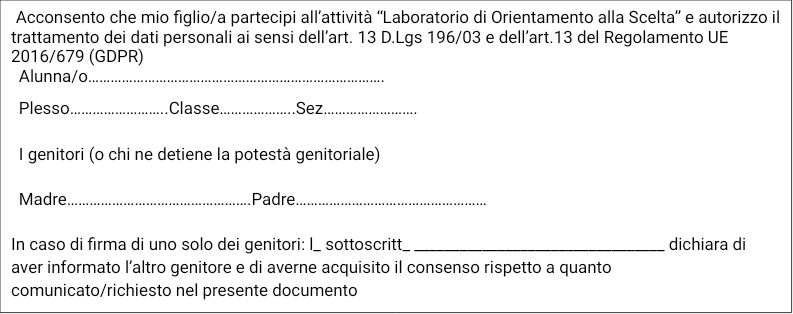 Acconsento che mio figlio/a partecipi all’attività “Laboratorio di Orientamento alla Scelta” e autorizzo il
trattamento dei dati personali ai sensi dell’art. 13 D.Lgs 196/03 e dell’art.13 del Regolamento UE
2016/679 (GDPR)
Alunna/o…………………………………………………………………….
Plesso……………………..Classe………………..Sez…………………….
I genitori (o chi ne detiene la potestà genitoriale)
Madre………………………………………….Padre……………………………………………
In caso di firma di uno solo dei genitori: l_ sottoscritt_ ______________________________ dichiara di
aver informato l’altro genitore e di averne acquisito il consenso rispetto a quanto
comunicato/richiesto nel presente documento